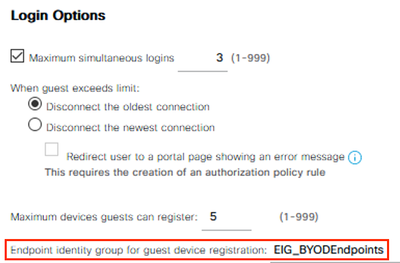 Login Options
Maximum simultaneous logins 3 (1-999)
When guest exceeds limit:
Disconnect the oldest connection
Disconnect the newest connection
Redirect user to a portal page showing an error message
This requires the creation of an authorization policy rule
Maximum devices guests can register: 5 (1-999)
Endpoint identity group for guest device registration: EIG_BYODEndpoints